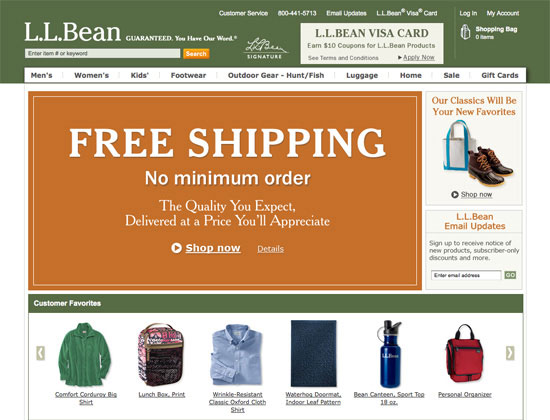 Customer Service 800-441-5713 Email Updates L.L.Bean® Visa® Card Log In My Account
L.L.Bean GUARANTEED. You Have Our Word.®
Enter item # or keyword Search
L.L.Bean
SIGNATURE
L.L.BEAN VISA CARD
Earn $10 Coupons for L.L.Bean Products
See Terms and Conditions Apply Now
Shopping Bag
0 items
Men's Women's Kids' Footwear Outdoor Gear - Hunt/Fish Luggage Home Sale Gift Cards
FREE SHIPPING
No minimum order
The Quality You Expect,
Delivered at a Price You'll Appreciate
Shop now Details
Our Classics Will Be
Your New Favorites
Shop now
L.L.Bean
Email Updates
Sign up to receive notice of
new products, subscriber-only
discounts and more.
Enter email address GO
Customer Favorites
L.L.Bean
Comfort Corduroy Big
Shirt
Lunch Box, Print
Wrinkle-Resistant
Classic Oxford Cloth
Shirt
Waterhog Doormat,
Indoor Leaf Pattern
Bean Canteen, Sport Top
18 oz.
Personal Organizer